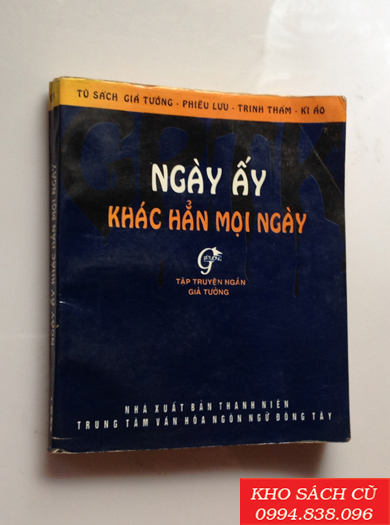 TỦ SÁCH GIẢ TƯỞNG - PHIÊU LƯU - TRINH THÁM - KÌ ẢO
NGÀY ẤY
KHÁC HẲN MỌI NGÀY
TẬP TRUYỆN NGẮN
GIẢ TƯỞNG
NHÀ XUẤT BẢN THANH NIÊN
TRUNG TÂM VĂN HÓA NGÔN NGỮ ĐÔNG TÂY
NGÀY ẤY KHÁC HẲN MỌI NGÀY
KHO SÁCH CŨ
0994.838.096